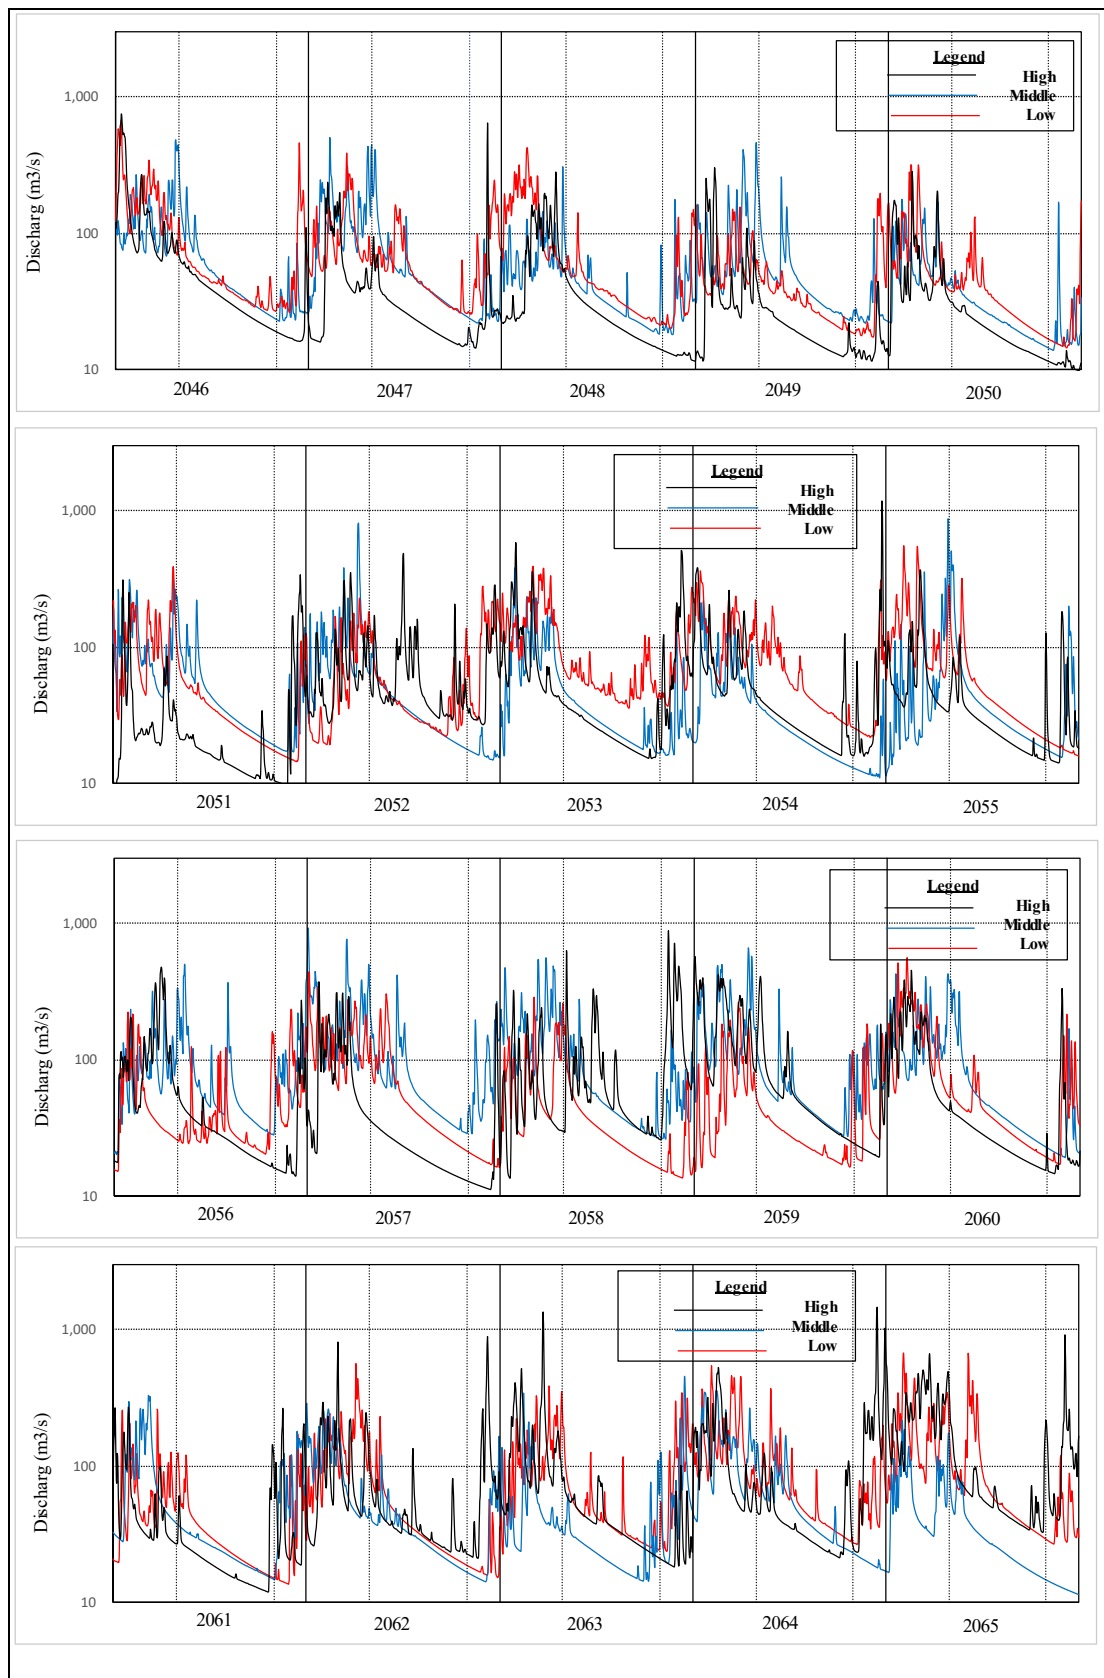 Legend
High
Middle
Low
1,000
100
10
Discharg (m3/s)
2046 2047 2048 2049 2050
Legend
High
Middle
Low
1,000
100
10
Discharg (m3/s)
2051 2052 2053 2054 2055
Legend
High
Middle
Low
1,000
100
10
Discharg (m3/s)
2056 2057 2058 2059 2060
Legend
High
Middle
Low
1,000
100
10
Discharg (m3/s)
2061 2062 2063 2064 2065